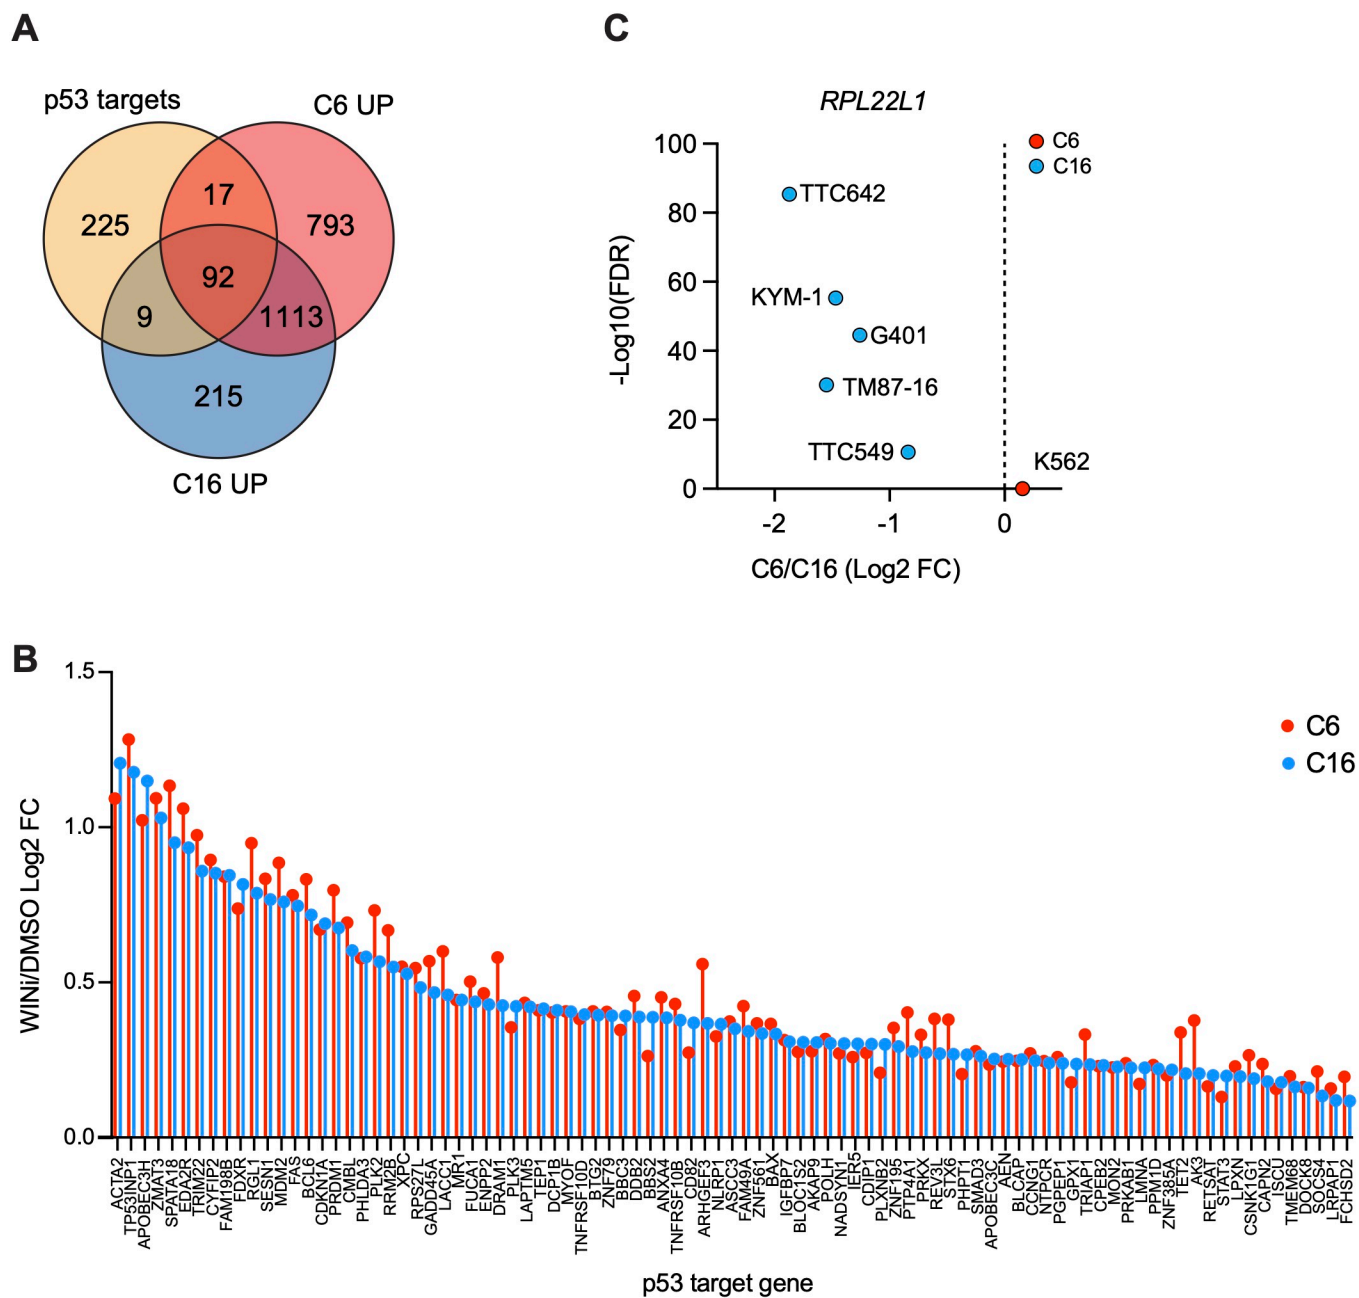 A
p53 targets
C6 UP
17
225
793
92
9
1113
215
C16 UP
C
RPL22L1
C6
C16
100
80
60
40
20
0
-Log10(FDR)
TTC642
KYM-1
G401
TM87-16
TTC549
K562
-2
-1
0
C6/C16 (Log2 FC)
B
1.5
1.0
0.5
0.0
WINi/DMSO Log2 FC
C6
C16
ACTA2
TP53INP1
APOBEC3H
ZMAT3
SPATA18
EDA2R
TRIM22
CYFIP2
FAM198B
FDXR
RGL1
SESN1
MDM2
FAS
BCL6
CDKN1A
PRDM1
CMBL
PHLDA3
PLK2
RRM2B
XPC
RPS27L
GADD45A
LACC1
MR1
FUCA1
ENPP2
DRAM1
PLK3
LAPTM5
TEP1
DCP1B
MYOF
TNFRSF10D
BTG2
ZNF79
BBC3
DDB2
BBS2
ANXA4
TNFRSF10B
CD82
ARHGEF3
NLRP1
ASCC3
FAM49A
ZNF561
BAX
IGFBP7
BLOC1S2
AKAP9
POLH
NADSYN1
IER5
CDIP1
PLXNB2
ZNF195
PTP4A1
PRKX
REV3L
STX6
PHPT1
SMAD3
APOBEC3C
AEN
BLCAP
CCNG1
NTPCR
PGPEP1
GPX1
TRIAP1
CPEB2
MON2
PRKAB1
LMNA
PPM1D
ZNF385A
TET2
AK3
RETSAT
STAT3
LPXN
CSNK1G1
CAPN2
ISCU
TMEM68
DOCK8
SOCS4
LRPAP1
FCHSD2
p53 target gene